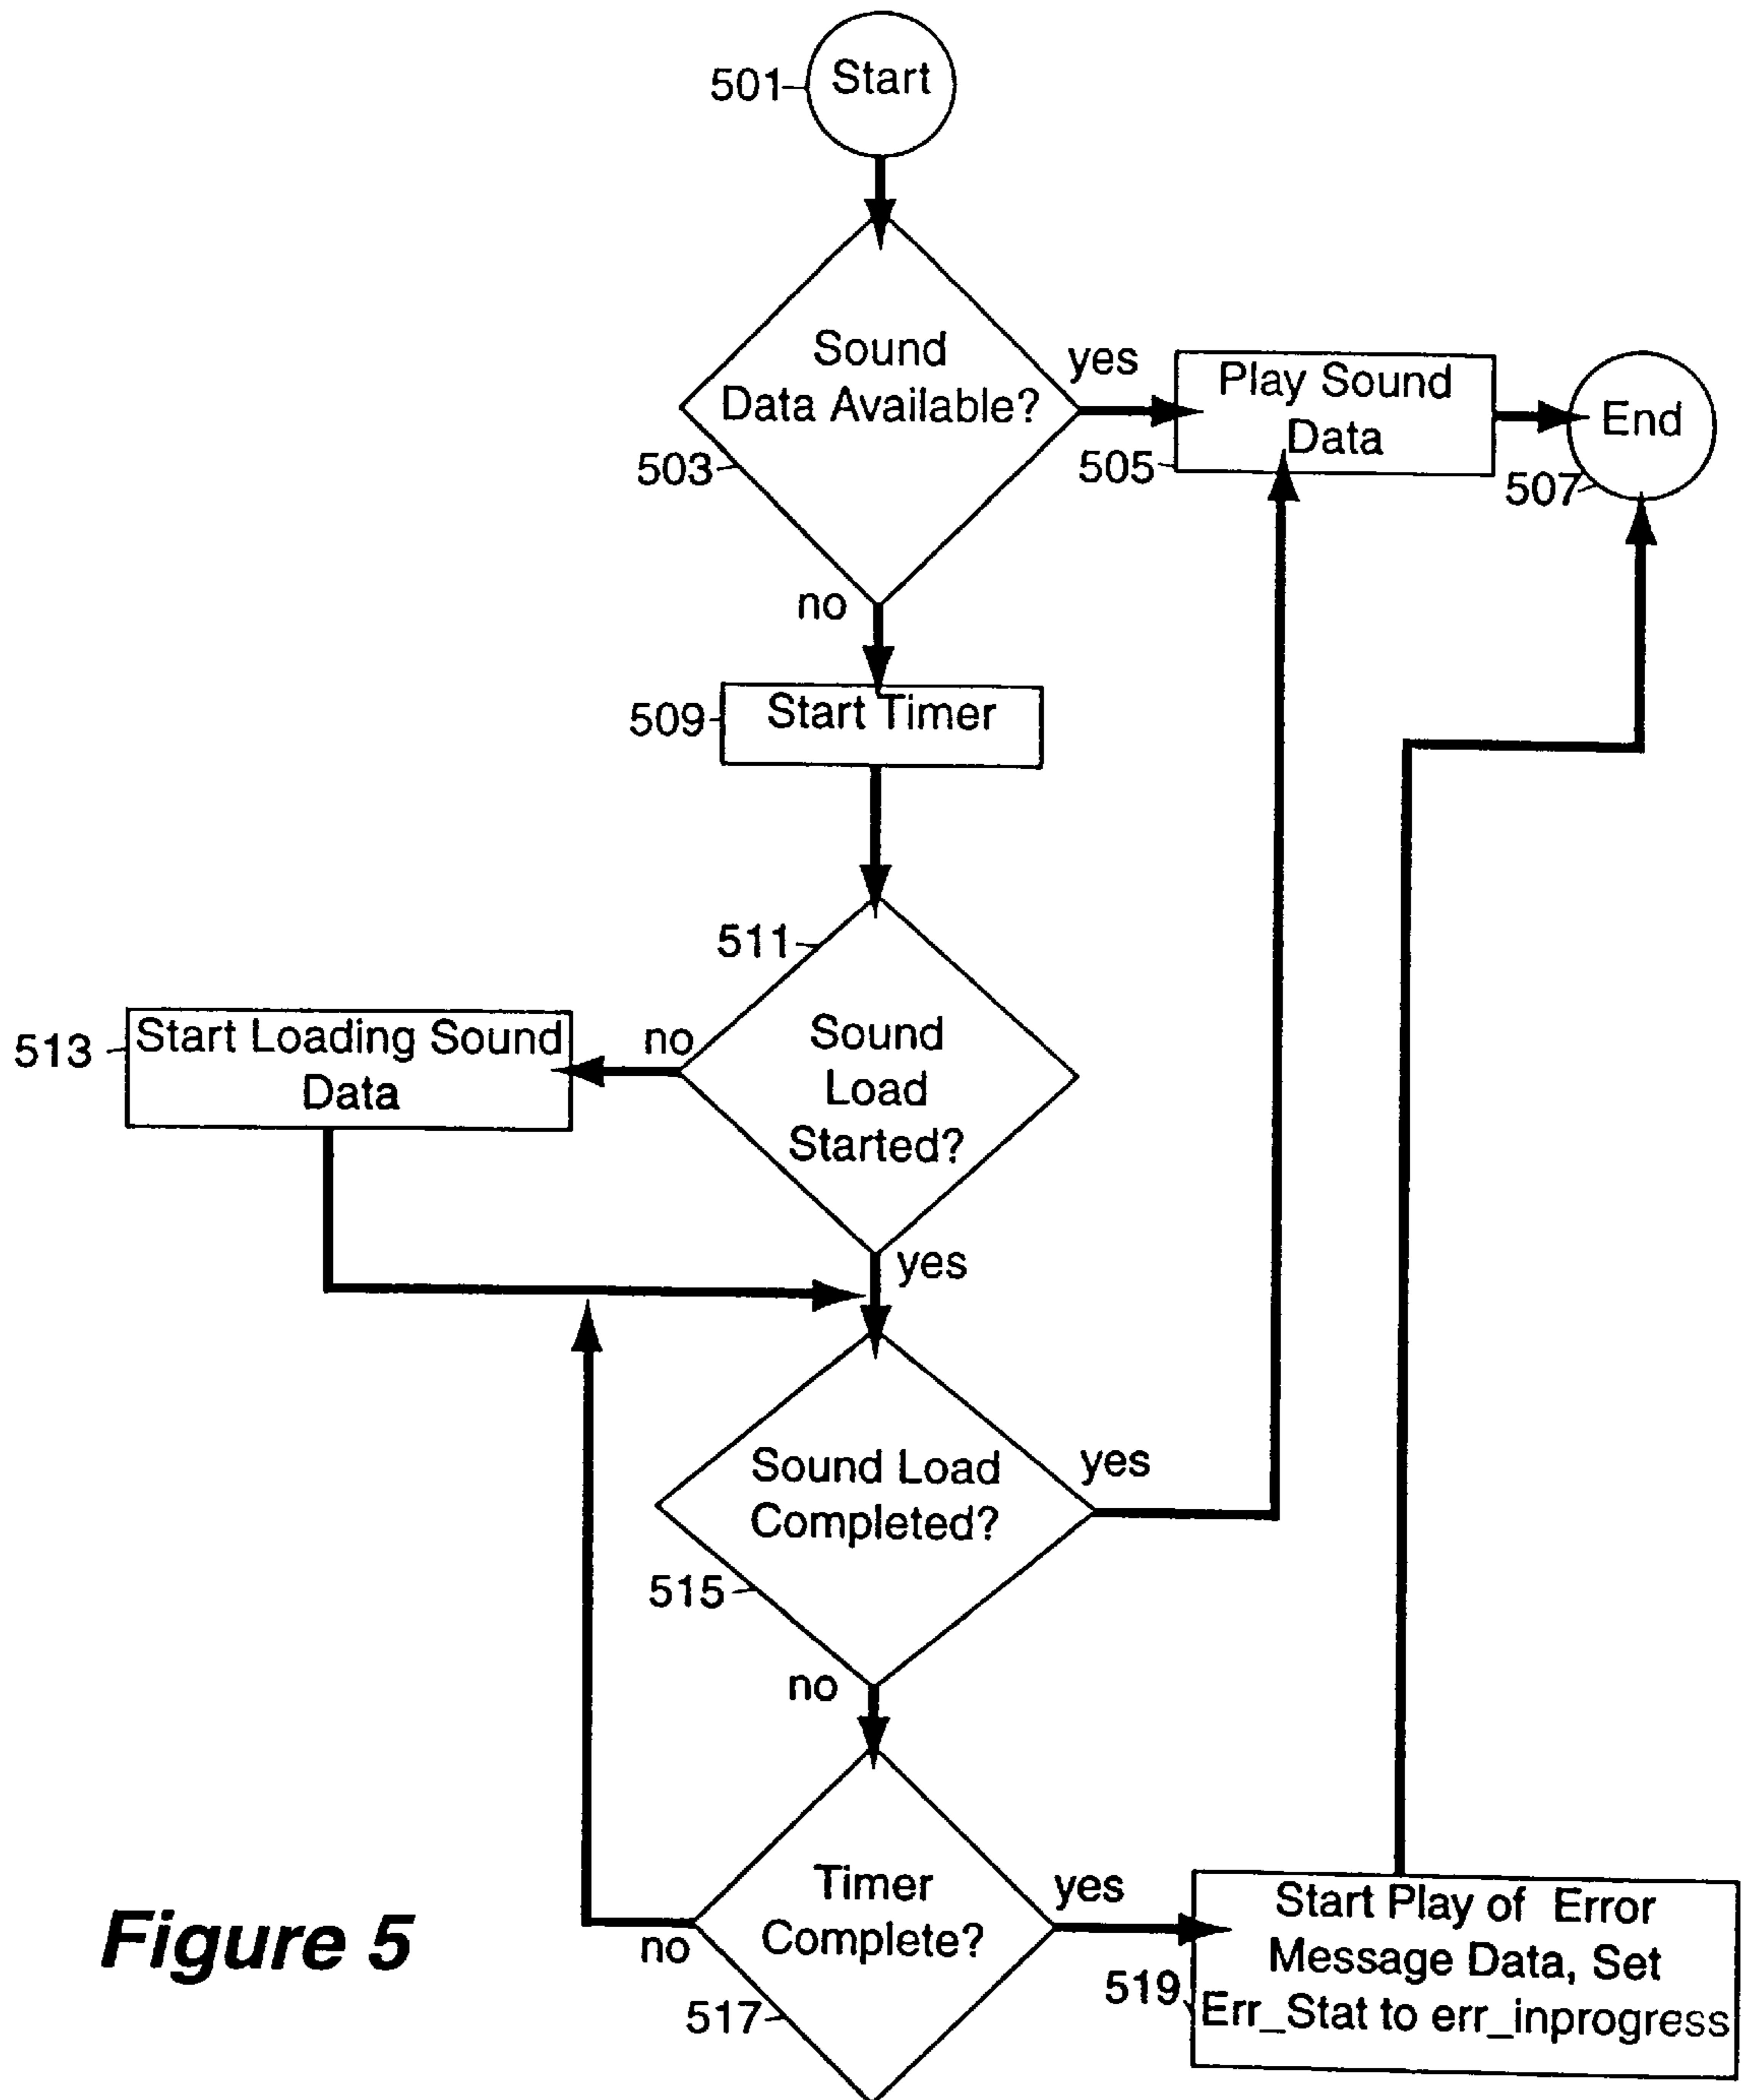 501
Start
Sound
Data Available?
503
yes
Play Sound
Data
505
End
507
no
509
Start Timer
511
Sound
Load
Started?
no
513
Start Loading Sound
Data
yes
Sound Load
Completed?
515
yes
no
Timer
Complete?
517
no
yes
Start Play of Error
Message Data, Set
Err_Stat to err_inprogress
519
Figure 5